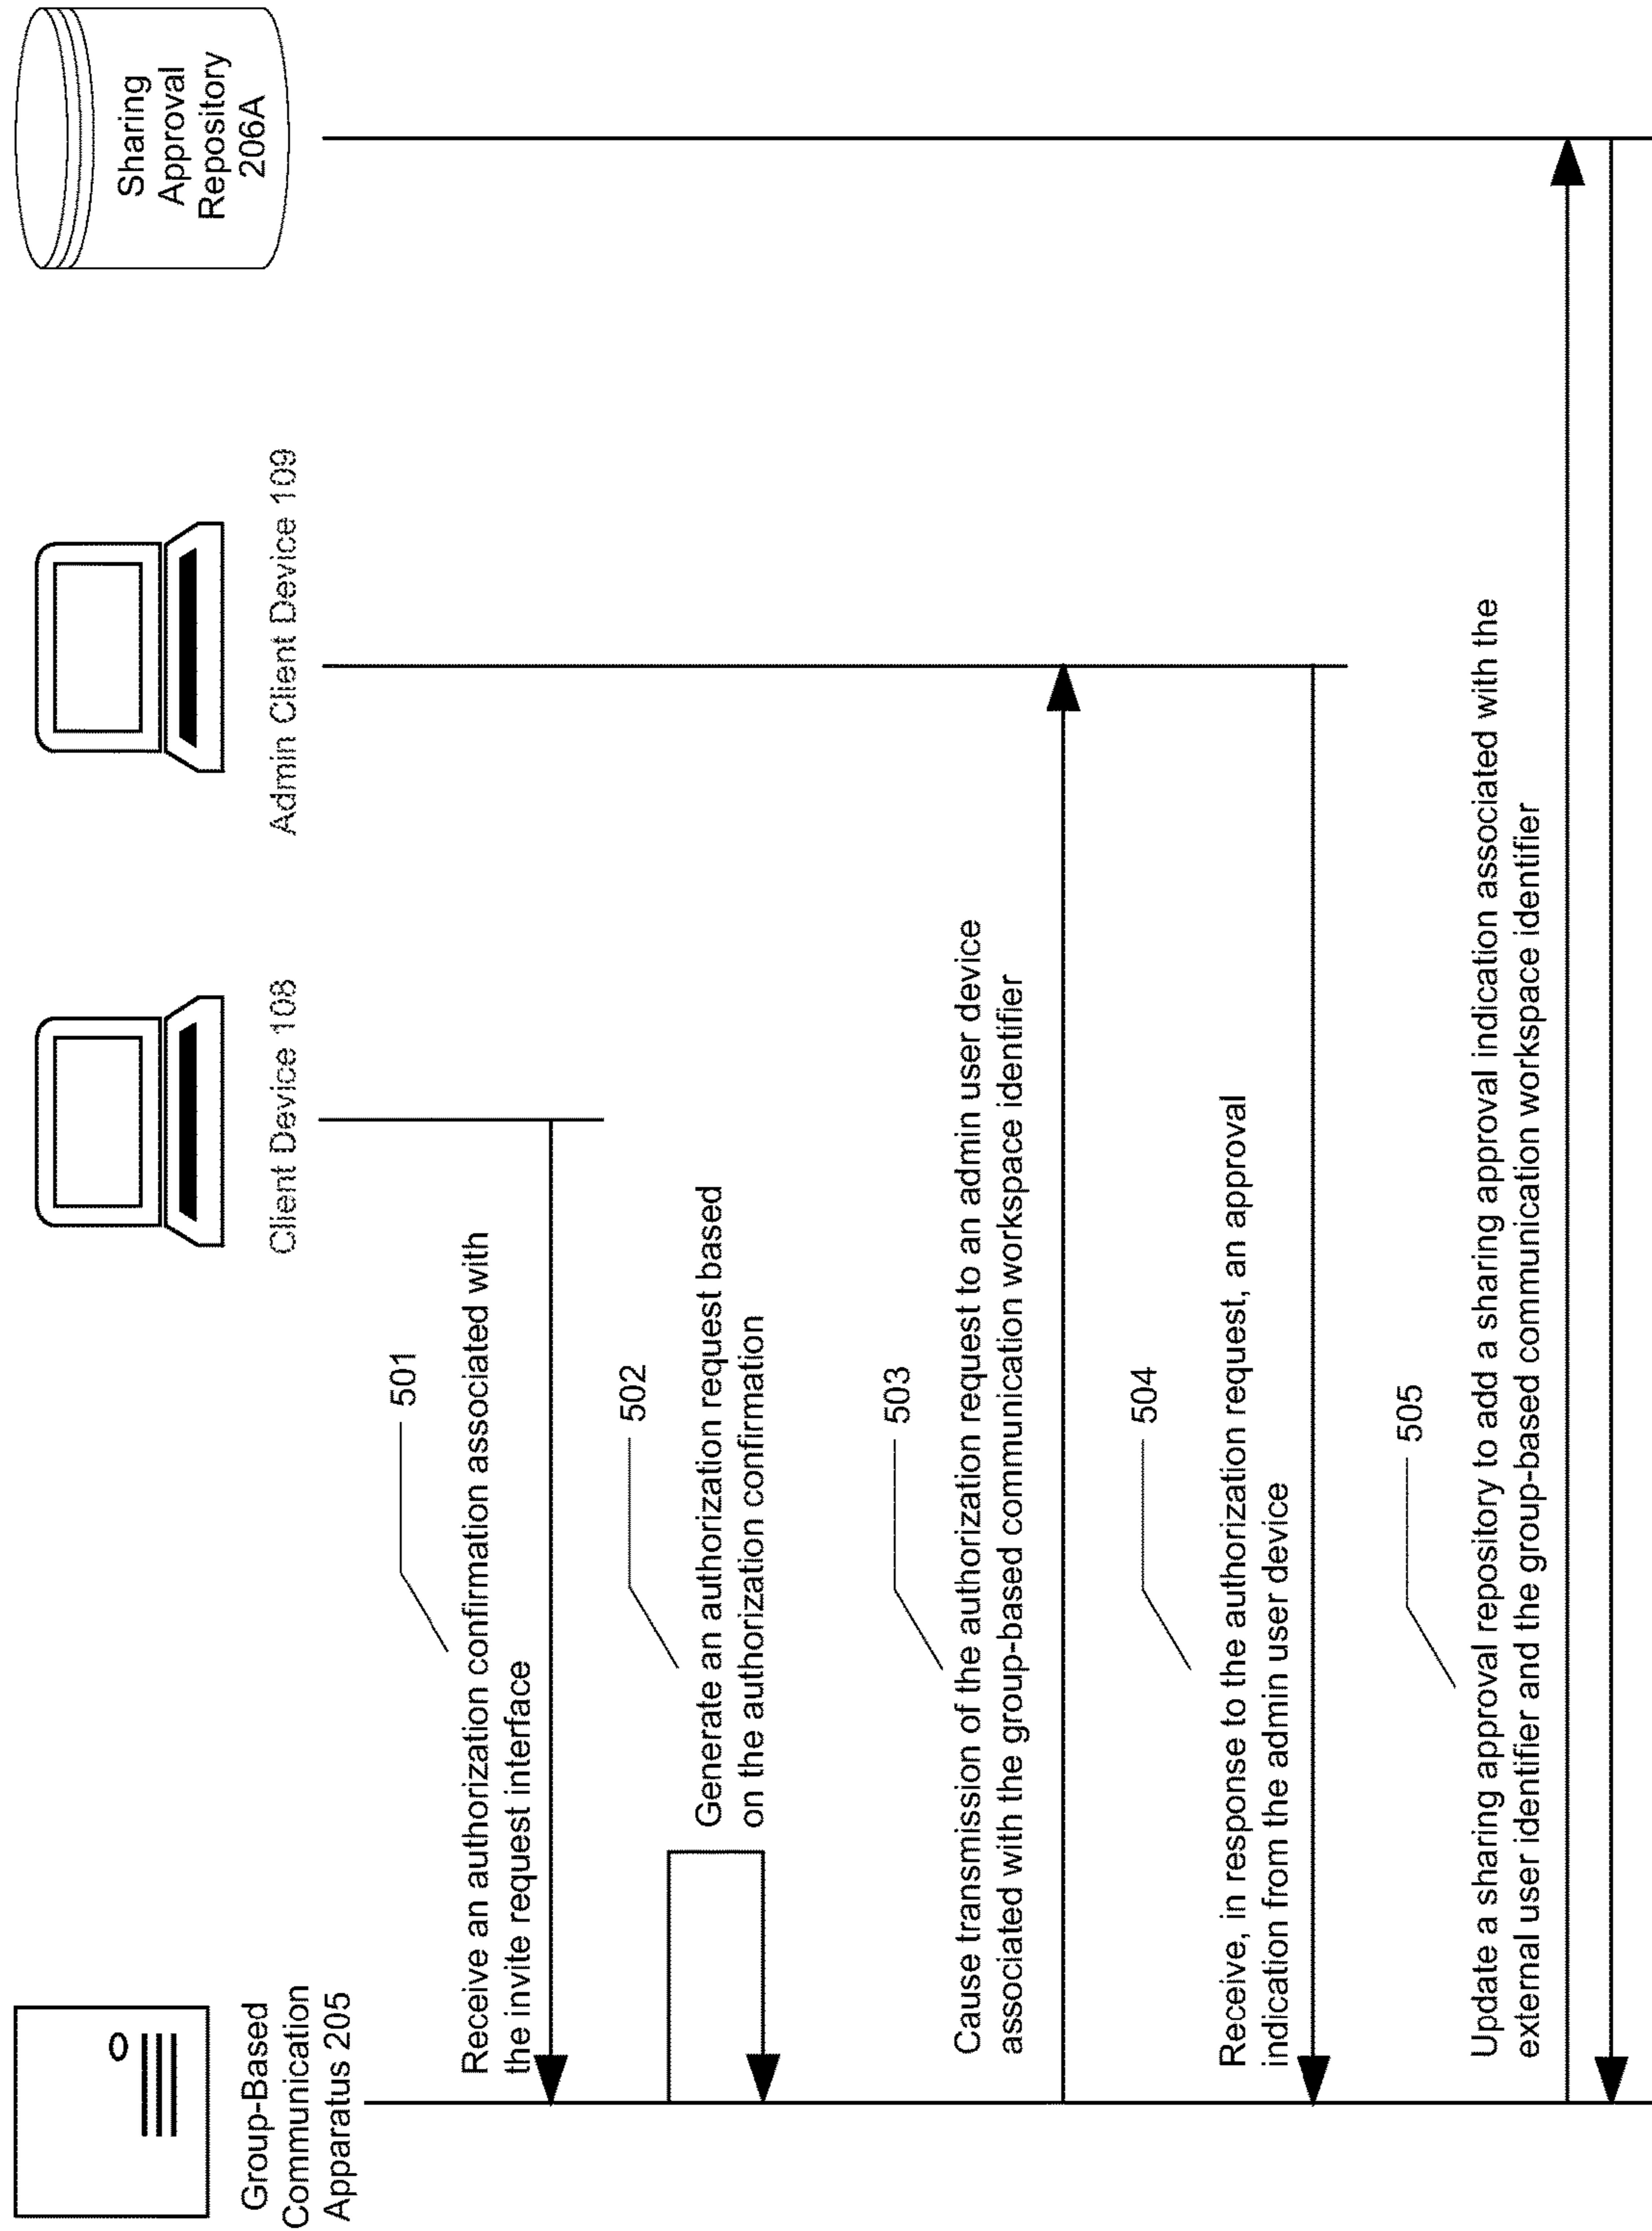 Group-Based
Communication
Apparatus 205
Client Device 108
Admin Client Device 109
Sharing
Approval
Repository
206A
501
Receive an authorization confirmation associated with
the invite request interface
502
Generate an authorization request based
on the authorization confirmation
503
Cause transmission of the authorization request to an admin user device
associated with the group-based communication workspace identifier
504
Receive, in response to the authorization request, an approval
indication from the admin user device
505
Update a sharing approval repository to add a sharing approval indication associated with the
external user identifier and the group-based communication workspace identifier